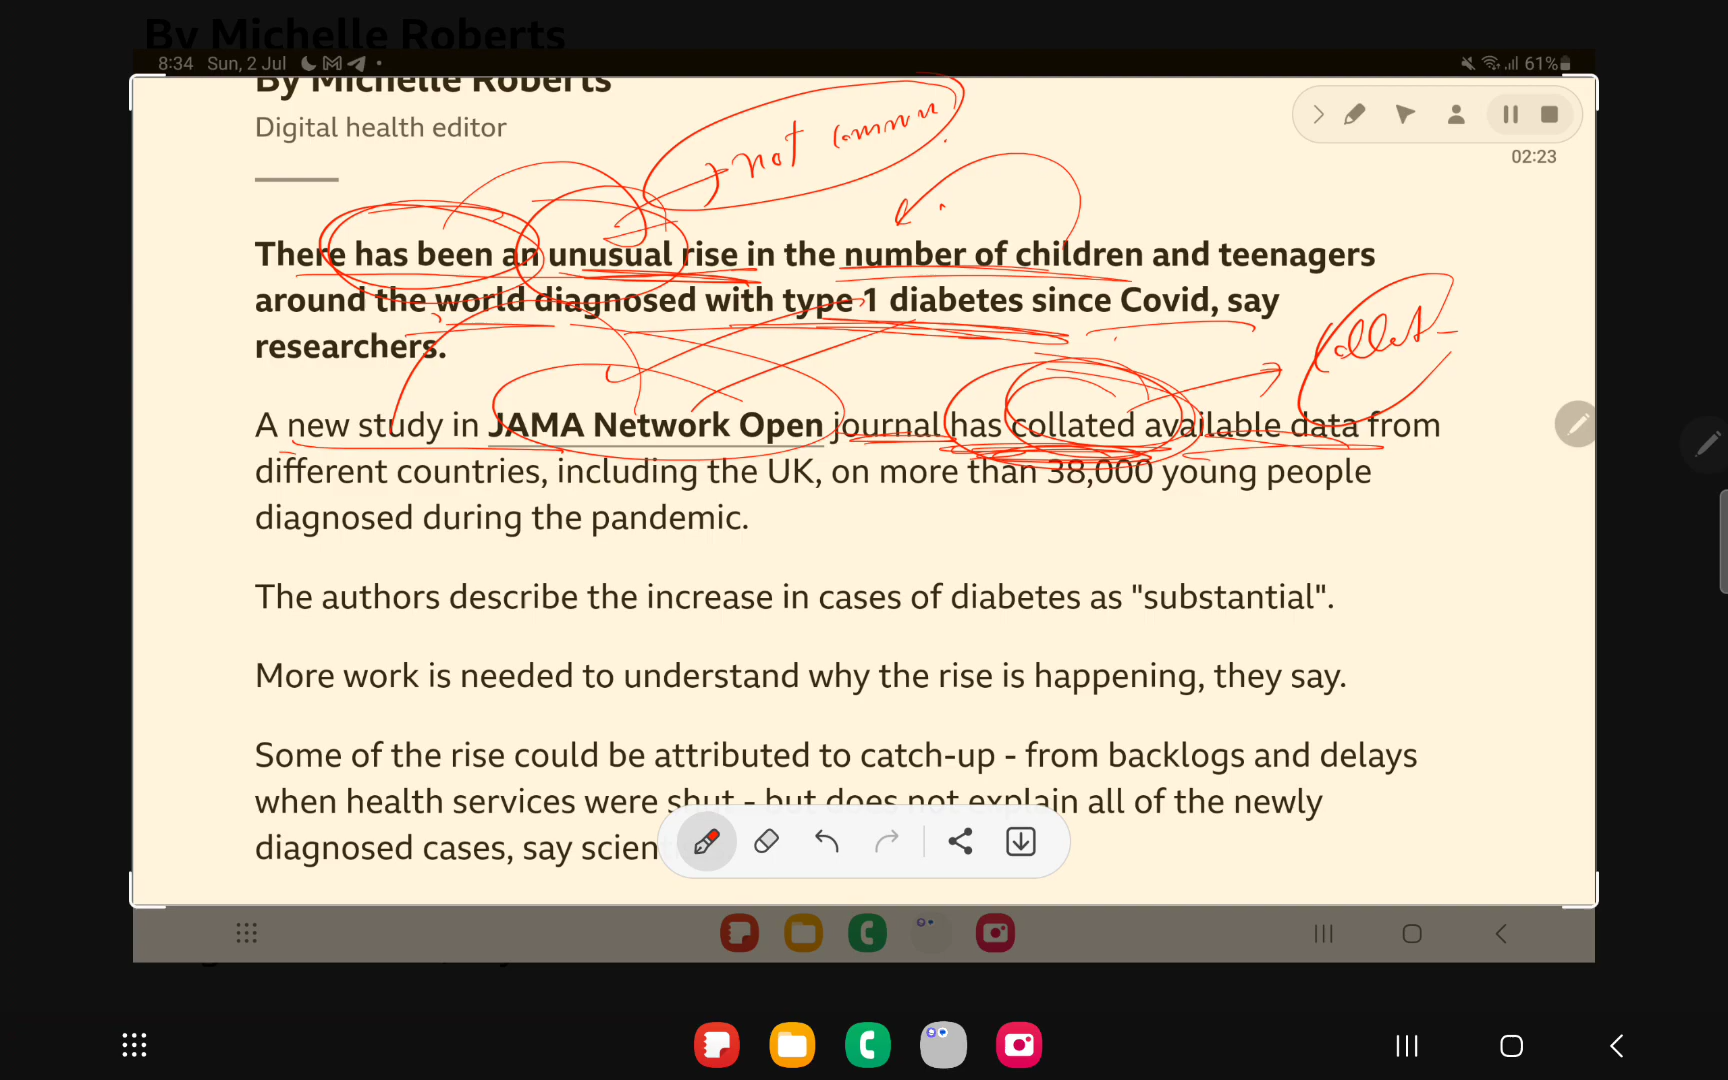 By Michelle Roberts
8:34 Sun, 2 Jul
61%
By Michelle Roberts
Digital health editor
02:23
not common
There has been an unusual rise in the number of children and teenagers
around the world diagnosed with type 1 diabetes since Covid, say
researchers.
A new study in JAMA Network Open journal has collated available data from
different countries, including the UK, on more than 38,000 young people
diagnosed during the pandemic.
The authors describe the increase in cases of diabetes as "substantial".
More work is needed to understand why the rise is happening, they say.
Some of the rise could be attributed to catch-up - from backlogs and delays
when health services were shut - but does not explain all of the newly
diagnosed cases, say scien